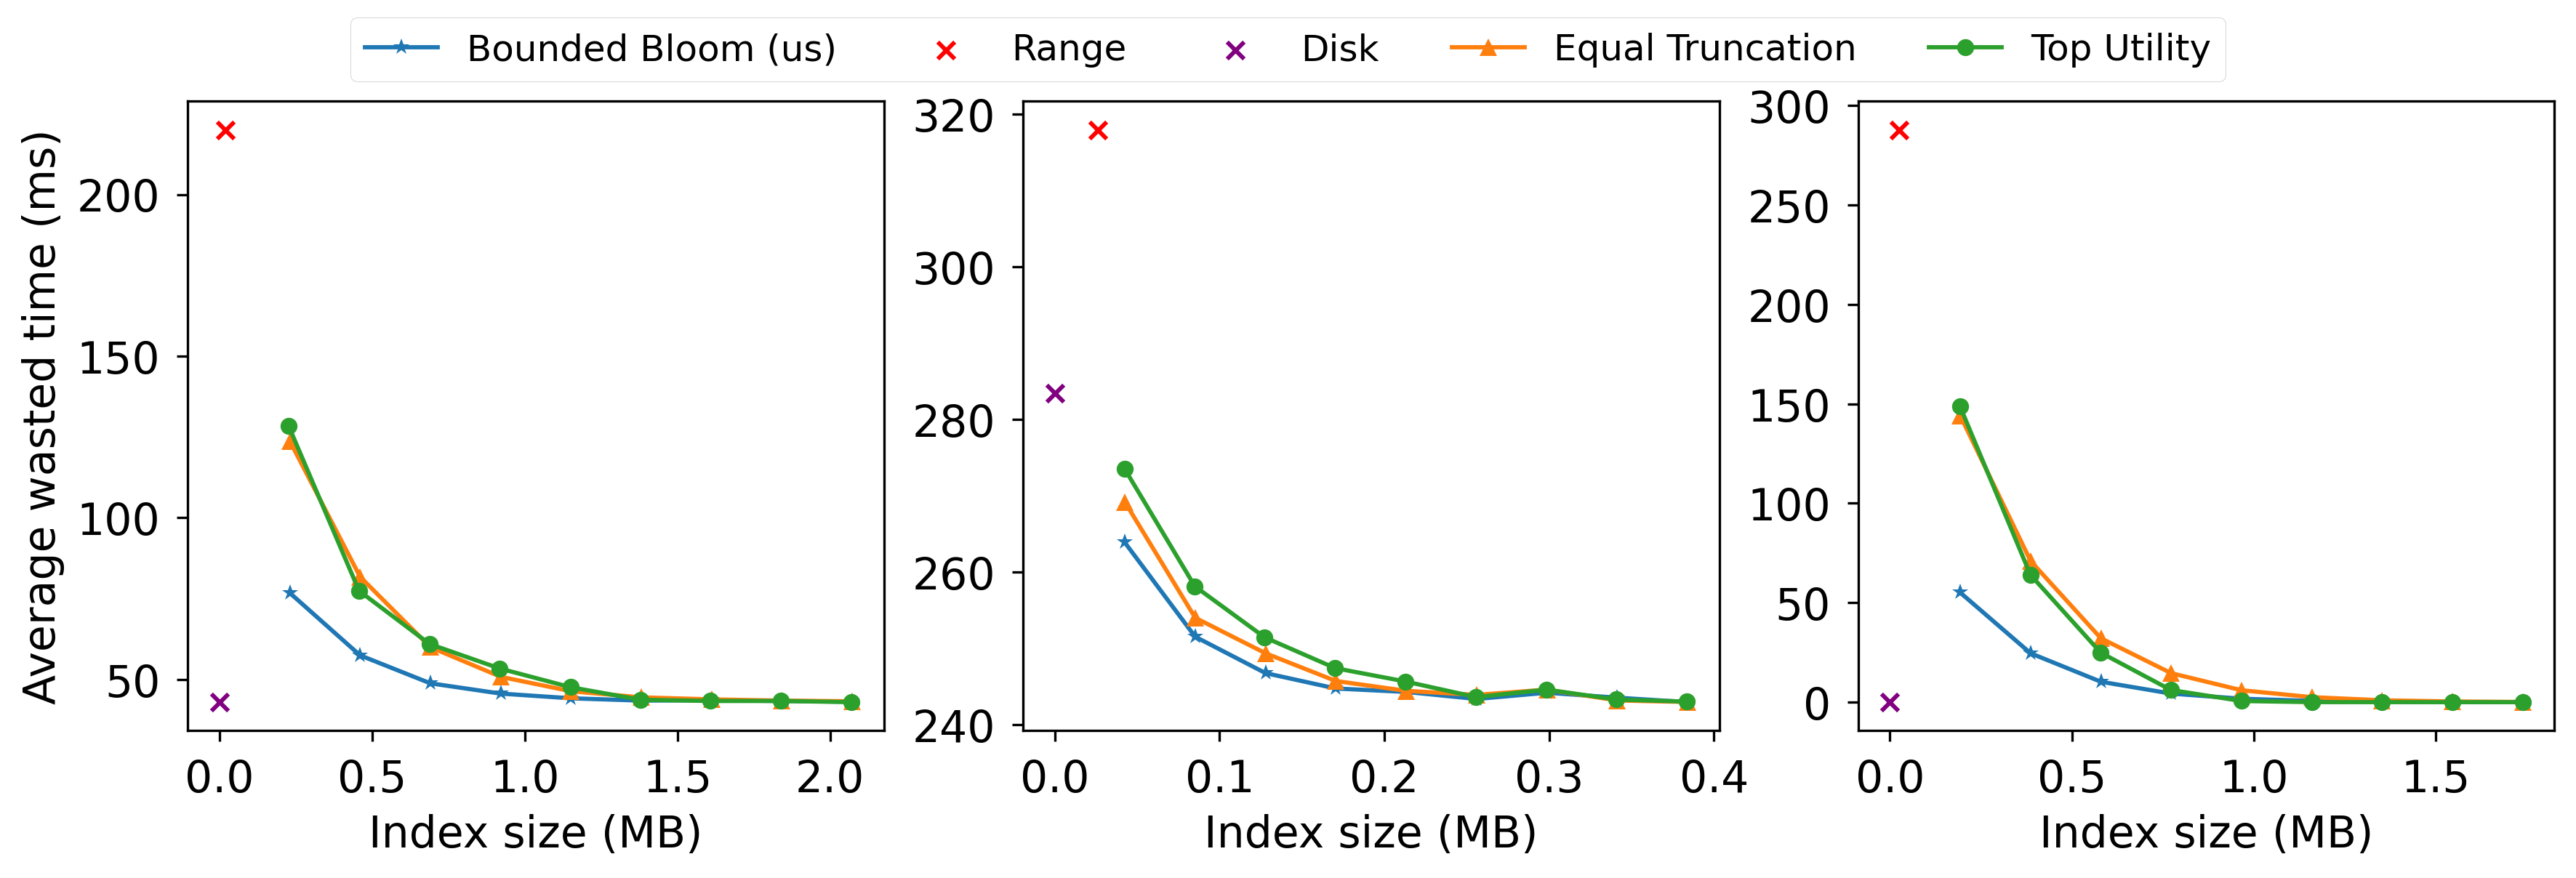 Bounded Bloom (us) Range Disk Equal Truncation Top Utility
Average wasted time (ms)
200
150
100
50
0.0 0.5 1.0 1.5 2.0
Index size (MB)
320
300
280
260
240
0.0 0.1 0.2 0.3 0.4
Index size (MB)
300
250
200
150
100
50
0
0.0 0.5 1.0 1.5
Index size (MB)